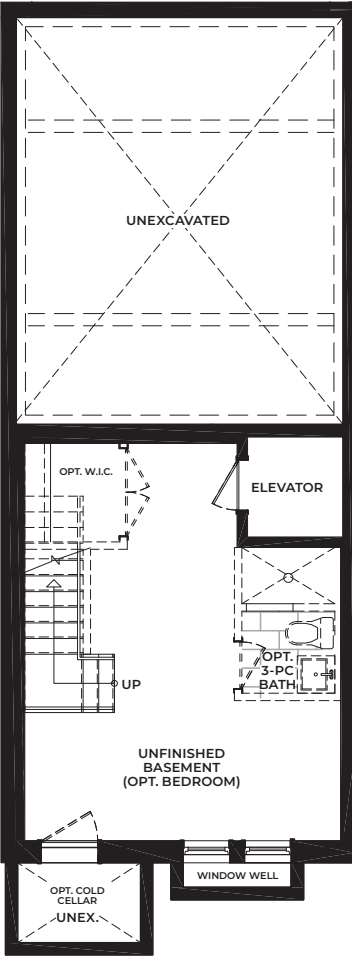 UNEXCAVATED
OPT. W.I.C.
ELEVATOR
OPT.
3-PC
BATH
UP
UNFINISHED
BASEMENT
(OPT. BEDROOM)
WINDOW WELL
OPT. COLD
CELLAR
UNEX.